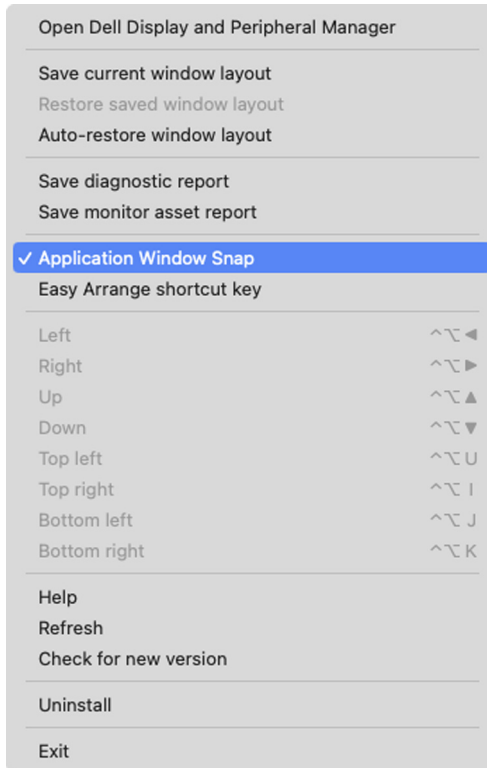 Open Dell Display and Peripheral Manager
Save current window layout
Restore saved window layout
Auto-restore window layout
Save diagnostic report
Save monitor asset report
✓ Application Window Snap
Easy Arrange shortcut key
Left ^⌥◀
Right ^⌥▶
Up ^⌥▲
Down ^⌥▼
Top left ^⌥U
Top right ^⌥I
Bottom left ^⌥J
Bottom right ^⌥K
Help
Refresh
Check for new version
Uninstall
Exit